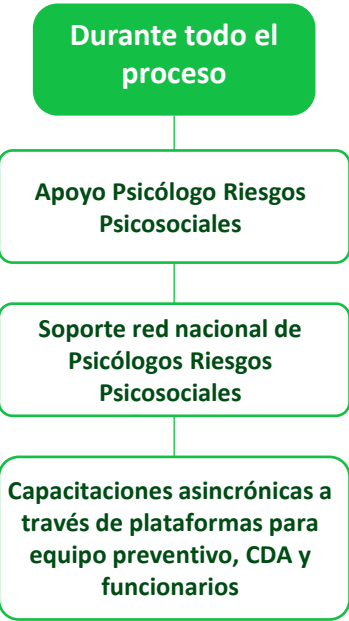 Durante todo el
proceso
Apoyo Psicólogo Riesgos
Psicosociales
Soporte red nacional de
Psicólogos Riesgos
Psicosociales
Capacitaciones asincrónicas a
través de plataformas para
equipo preventivo, CDA y
funcionarios